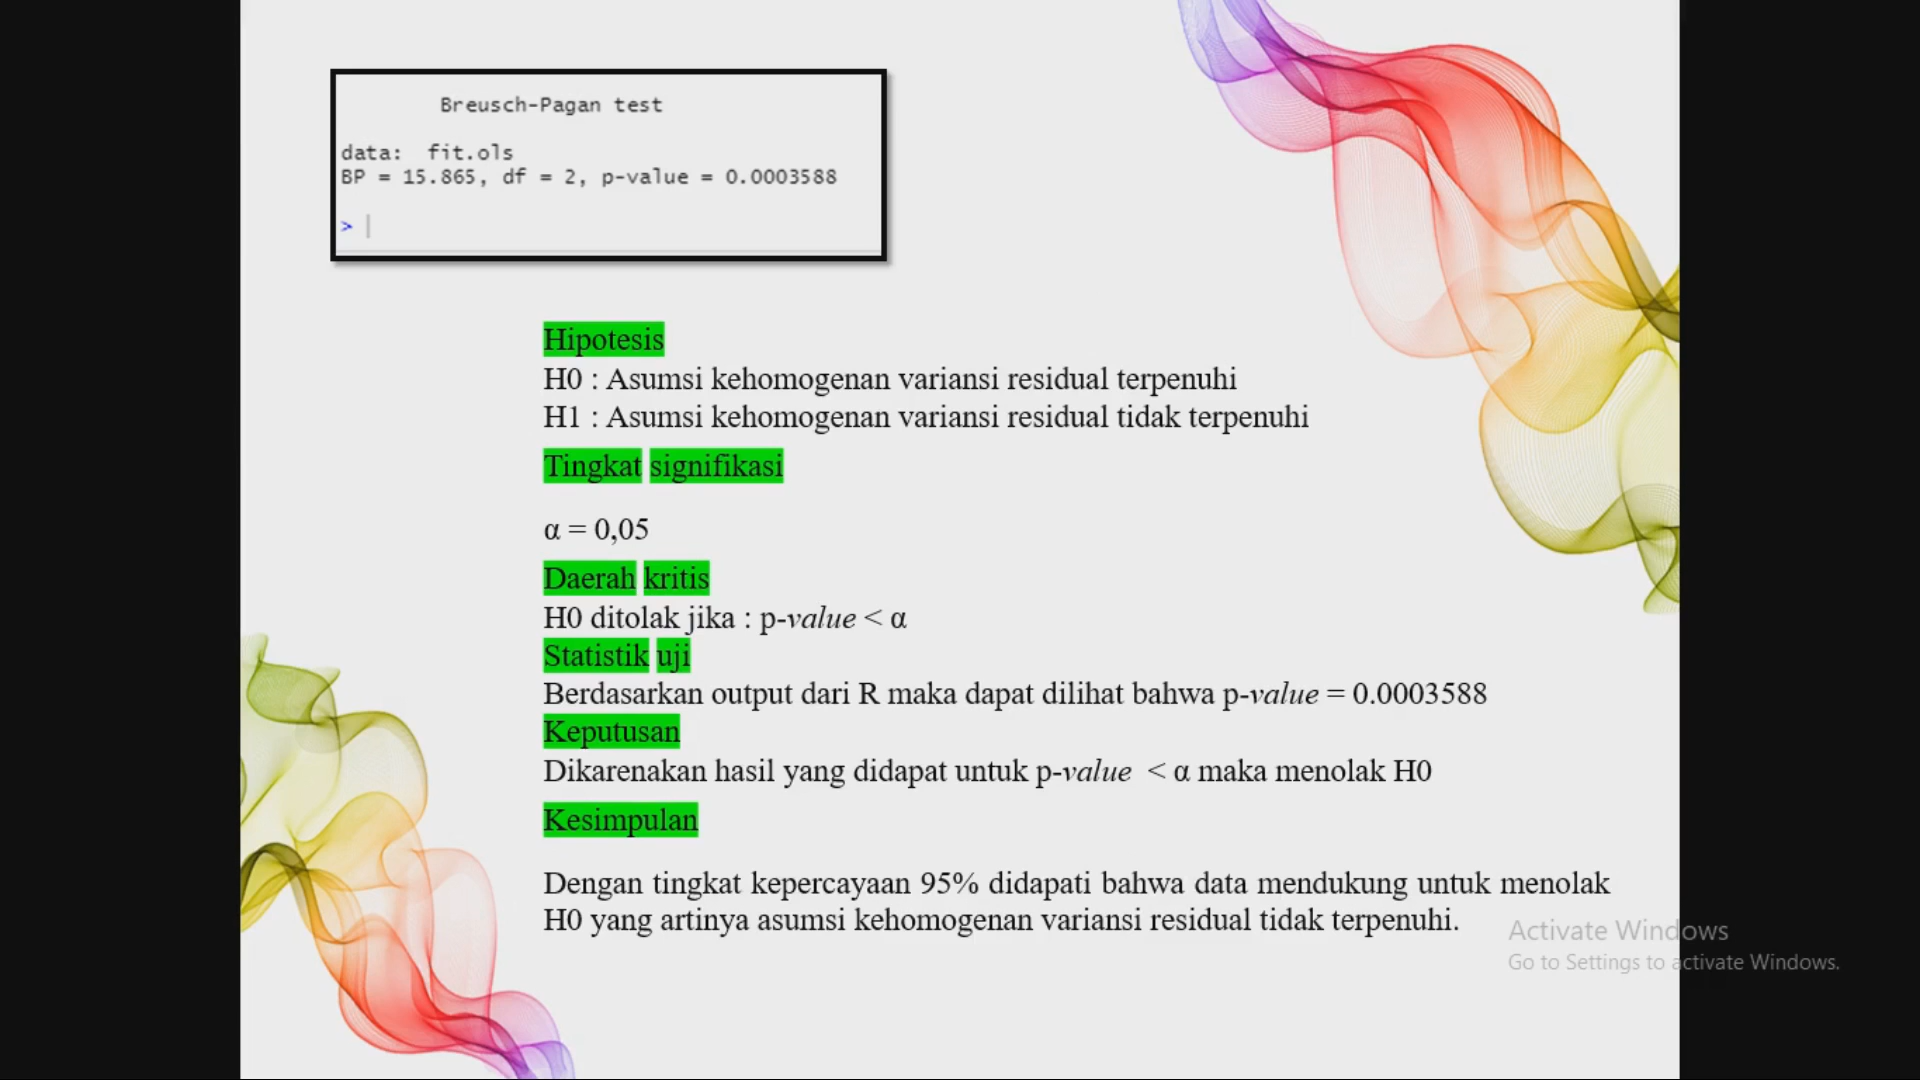 Breusch-Pagan test
data:  fit.ols
BP = 15.865, df = 2, p-value = 0.0003588
>
Hipotesis
H0 : Asumsi kehomogenan variansi residual terpenuhi
H1 : Asumsi kehomogenan variansi residual tidak terpenuhi
Tingkat signifikasi
α = 0,05
Daerah kritis
H0 ditolak jika : p-value < α
Statistik uji
Berdasarkan output dari R maka dapat dilihat bahwa p-value = 0.0003588
Keputusan
Dikarenakan hasil yang didapat untuk p-value  < α maka menolak H0
Kesimpulan
Dengan tingkat kepercayaan 95% didapati bahwa data mendukung untuk menolak
H0 yang artinya asumsi kehomogenan variansi residual tidak terpenuhi.
Activate Windows
Go to Settings to activate Windows.